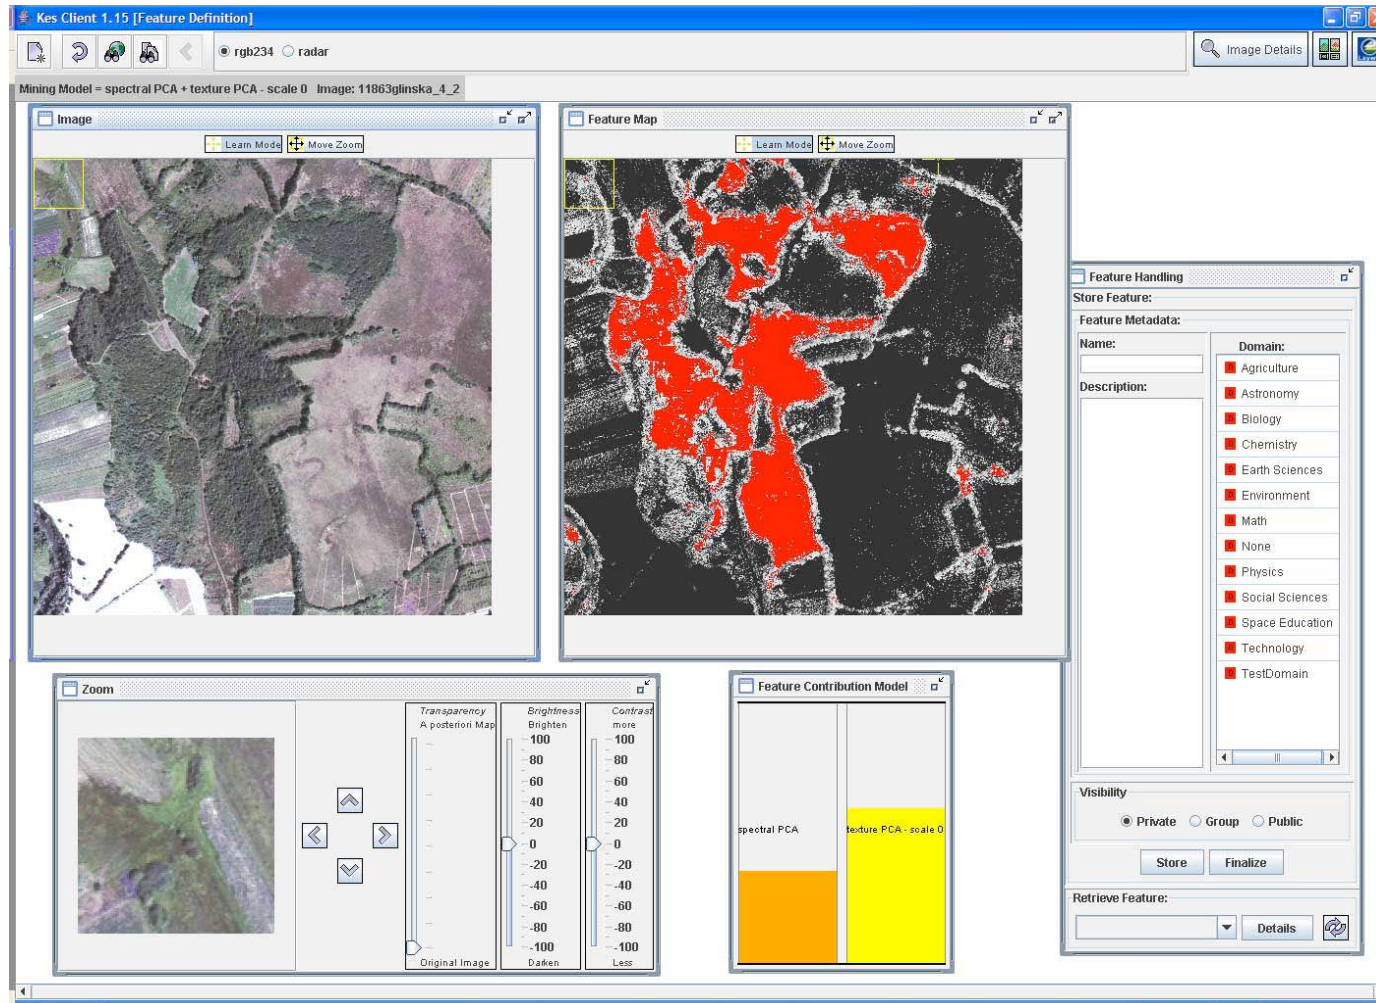 Kes Client 1.15 [Feature Definition]
rgb234 radar Image Details
Mining Model = spectral PCA + texture PCA - scale 0 Image: 11863glinska_4_2
Image
Learn Mode Move Zoom
Feature Map
Learn Mode Move Zoom
Feature Handling
Store Feature:
Feature Metadata:
Name:
Description:
Domain:
Agriculture
Astronomy
Biology
Chemistry
Earth Sciences
Environment
Math
None
Physics
Social Sciences
Space Education
Technology
TestDomain
Visibility
Private Group Public
Store Finalize
Retrieve Feature:
Details
Zoom
Transparency
A posteriori Map
Original Image
Brightness
Brighten
100
80
60
40
20
0
-20
-40
-60
-80
-100
Darken
Contrast
more
100
80
60
40
20
0
-20
-40
-60
-80
-100
Less
Feature Contribution Model
spectral PCA
texture PCA - scale 0